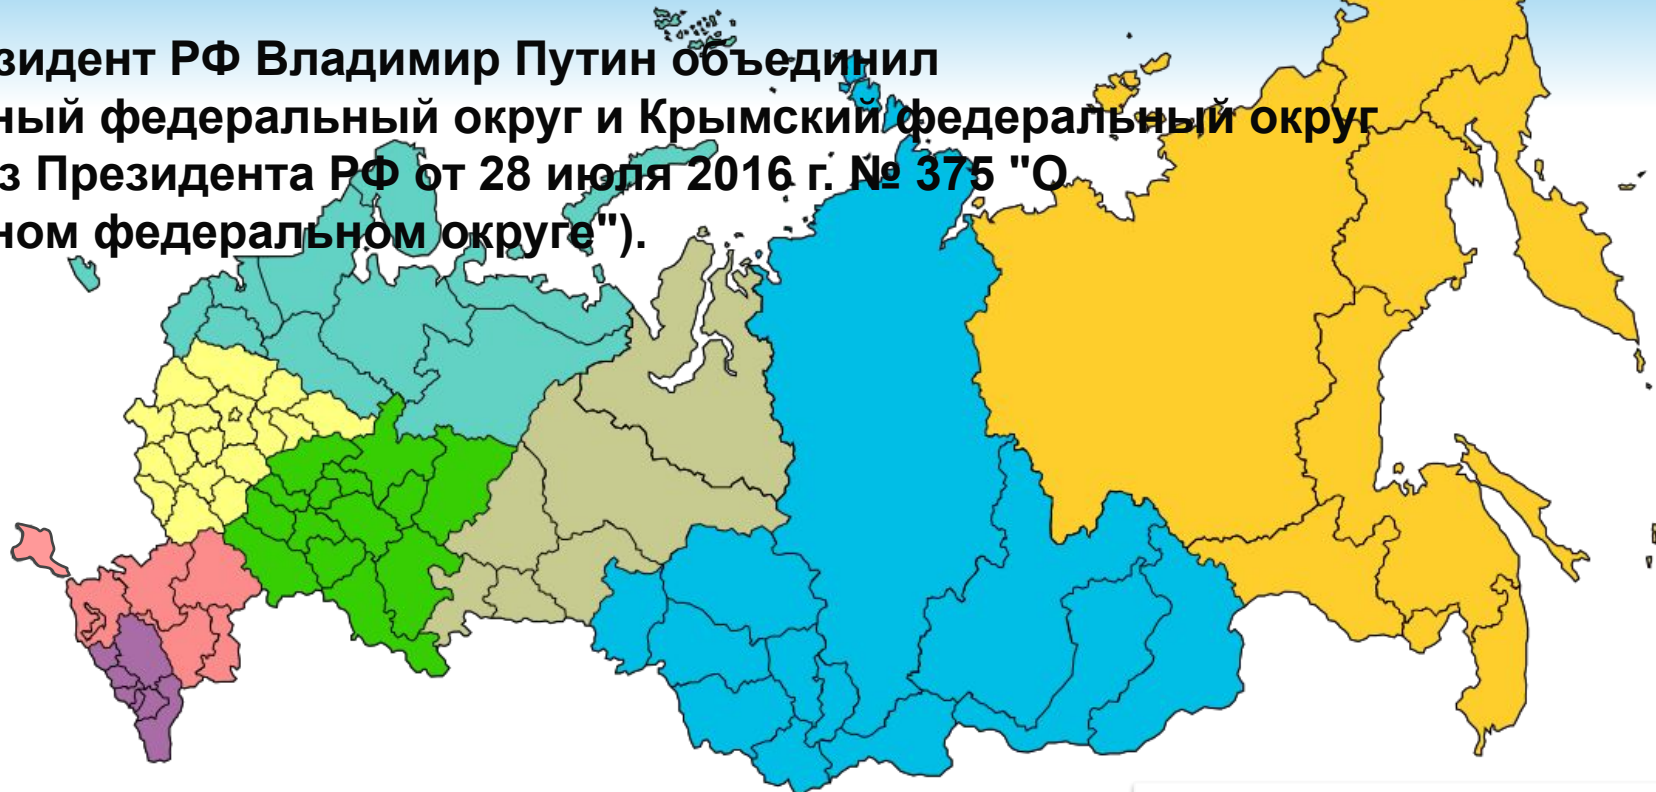 зидент РФ Владимир Путин объединил
ный федеральный округ и Крымский федеральный округ
з Президента РФ от 28 июля 2016 г. № 375 "О
ном федеральном округе").